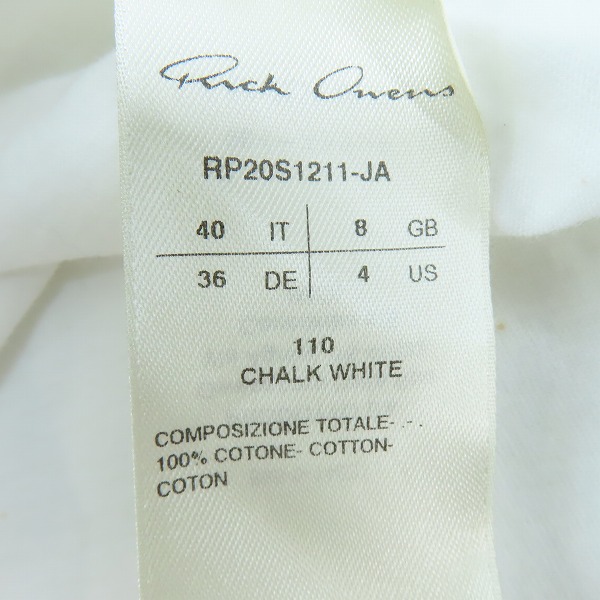 Rick Owens
RP20S1211-JA
40 IT 8 GB
36 DE 4 US
110
CHALK WHITE
COMPOSIZIONE TOTALE- .- .
100% COTONE- COTTON-
COTON